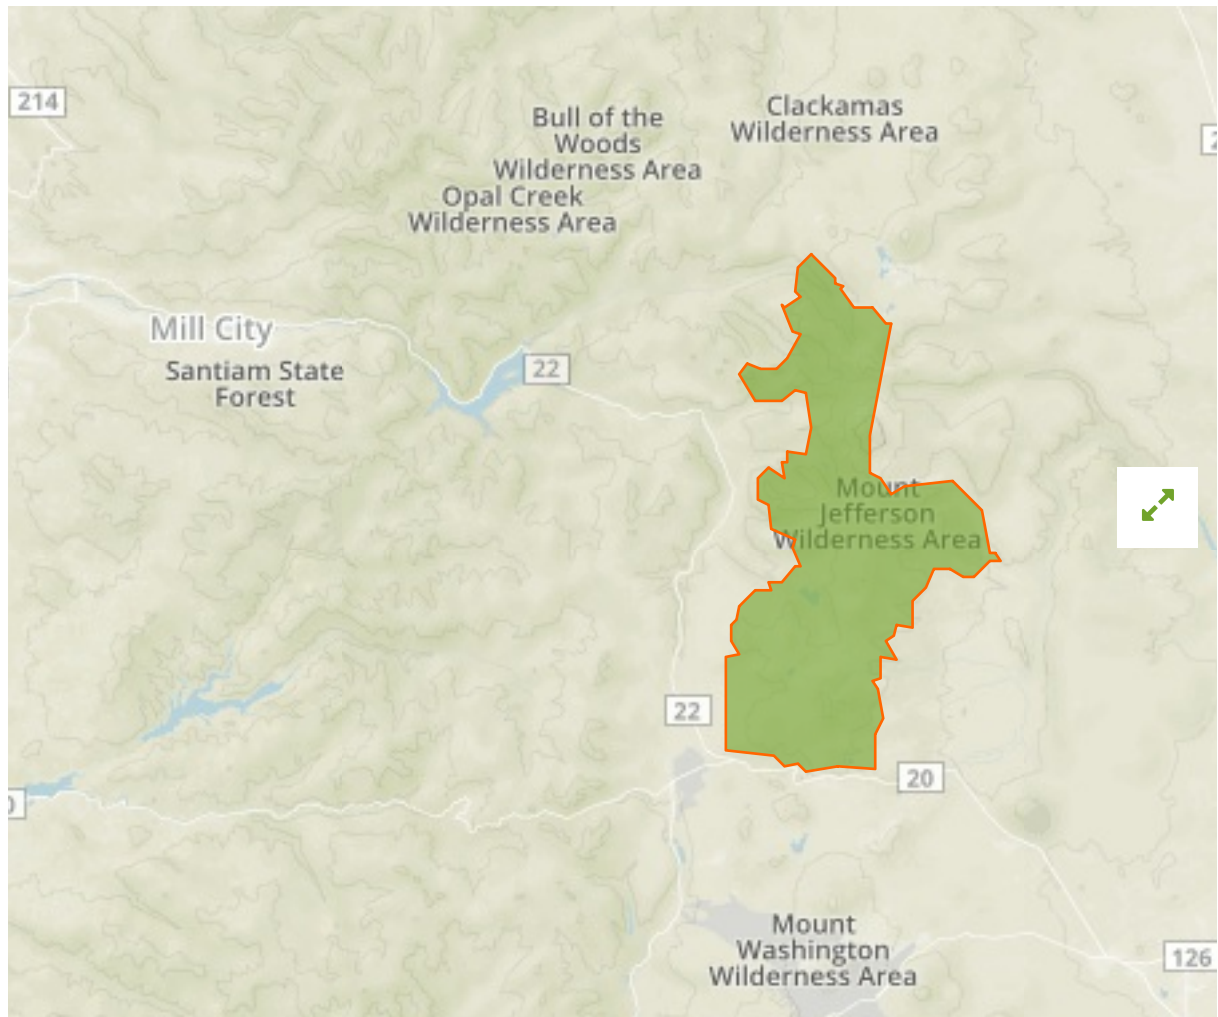 214
Bull of the
Woods
Wilderness Area
Clackamas
Wilderness Area
Opal Creek
Wilderness Area
Mill City
Santiam State
Forest
22
Mount
Jefferson
Wilderness Area
22
20
Mount
Washington
Wilderness Area
126